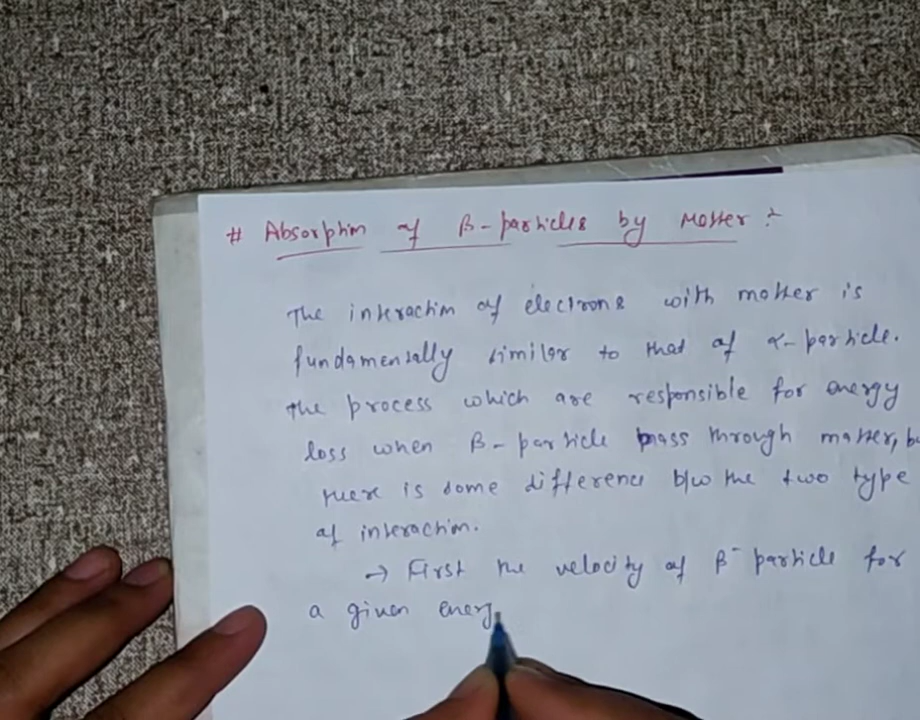 # Absorption of β-particles by Matter :-
The interaction of electrons with matter is
fundamentally similar to that of α-particle.
the process which are responsible for energy
loss when β-particle pass through matter, bu
there is some difference b/w the two type
of interaction.
→ First the velocity of β⁻ particle for
a given energ